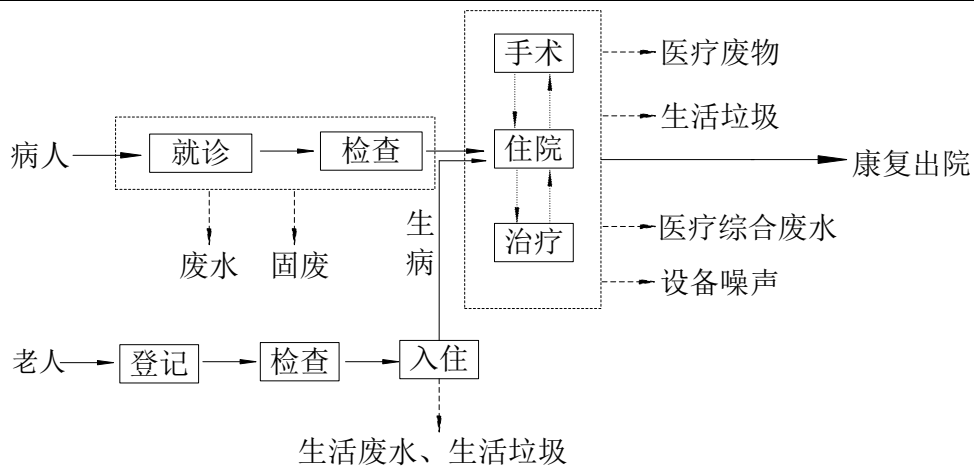 手术
医疗废物
生活垃圾
病人
就诊
检查
住院
康复出院
生病
治疗
医疗综合废水
废水
固废
设备噪声
老人
登记
检查
入住
生活废水、生活垃圾